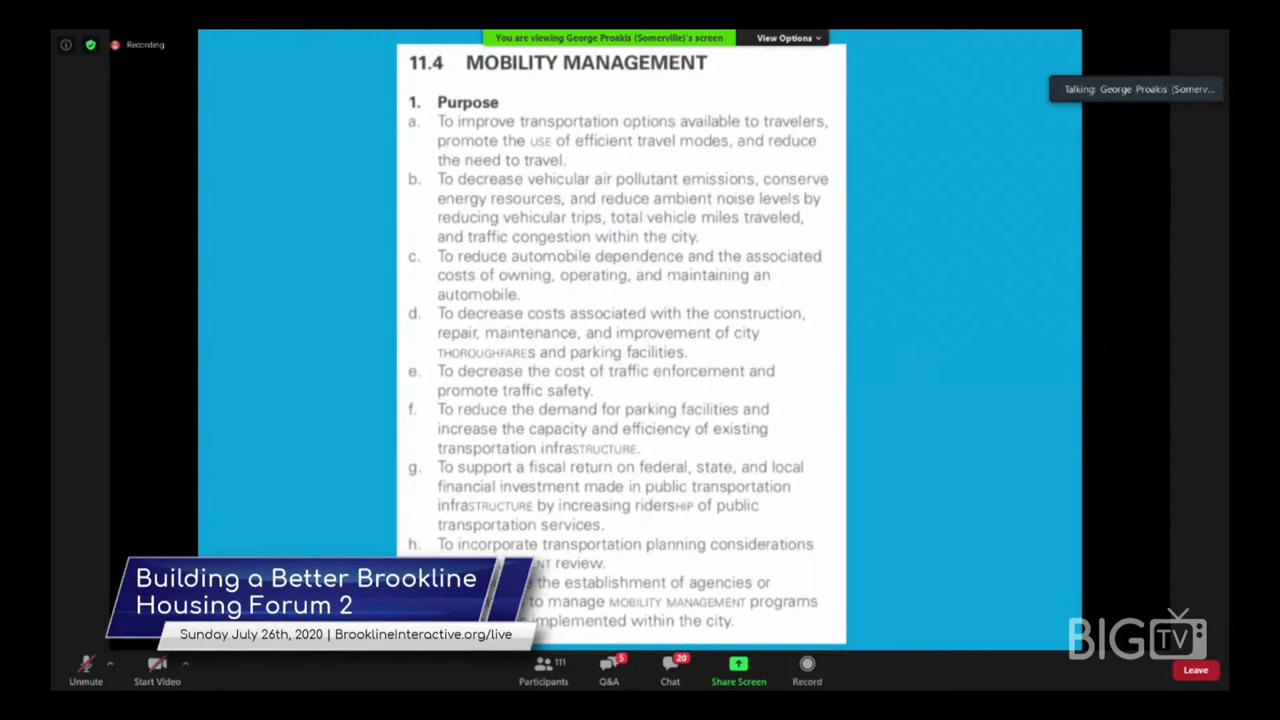 Recording
You are viewing George Proakis (Somerville)'s screen
View Options
Talking: George Proakis (Somerv...
11.4 MOBILITY MANAGEMENT
1. Purpose
a. To improve transportation options available to travelers,
promote the USE of efficient travel modes, and reduce
the need to travel.
b. To decrease vehicular air pollutant emissions, conserve
energy resources, and reduce ambient noise levels by
reducing vehicular trips, total vehicle miles traveled,
and traffic congestion within the city.
c. To reduce automobile dependence and the associated
costs of owning, operating, and maintaining an
automobile.
d. To decrease costs associated with the construction,
repair, maintenance, and improvement of city
THOROUGHFAREs and parking facilities.
e. To decrease the cost of traffic enforcement and
promote traffic safety.
f. To reduce the demand for parking facilities and
increase the capacity and efficiency of existing
transportation infraSTRUCTURE.
g. To support a fiscal return on federal, state, and local
financial investment made in public transportation
infraSTRUCTURE by increasing riderSHIP of public
transportation services.
h. To incorporate transportation planning considerations
NT review.
the establishment of agencies or
to manage MOBILITY MANAGEMENT programs
implemented within the city.
Building a Better Brookline
Housing Forum 2
Sunday July 26th, 2020 | BrooklineInteractive.org/live
BIG TV
Unmute
Start Video
Participants 111
Q&A 5
Chat 20
Share Screen
Record
Leave